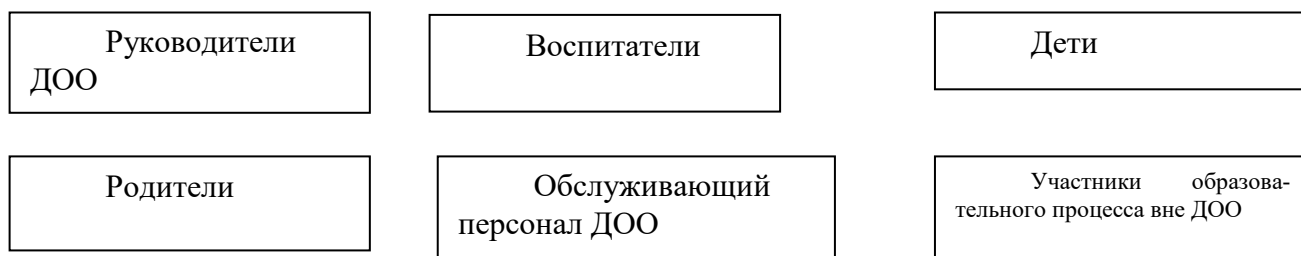 Руководители
ДОО
Воспитатели
Дети
Родители
Обслуживающий
персонал ДОО
Участники образова-
тельного процесса вне ДОО